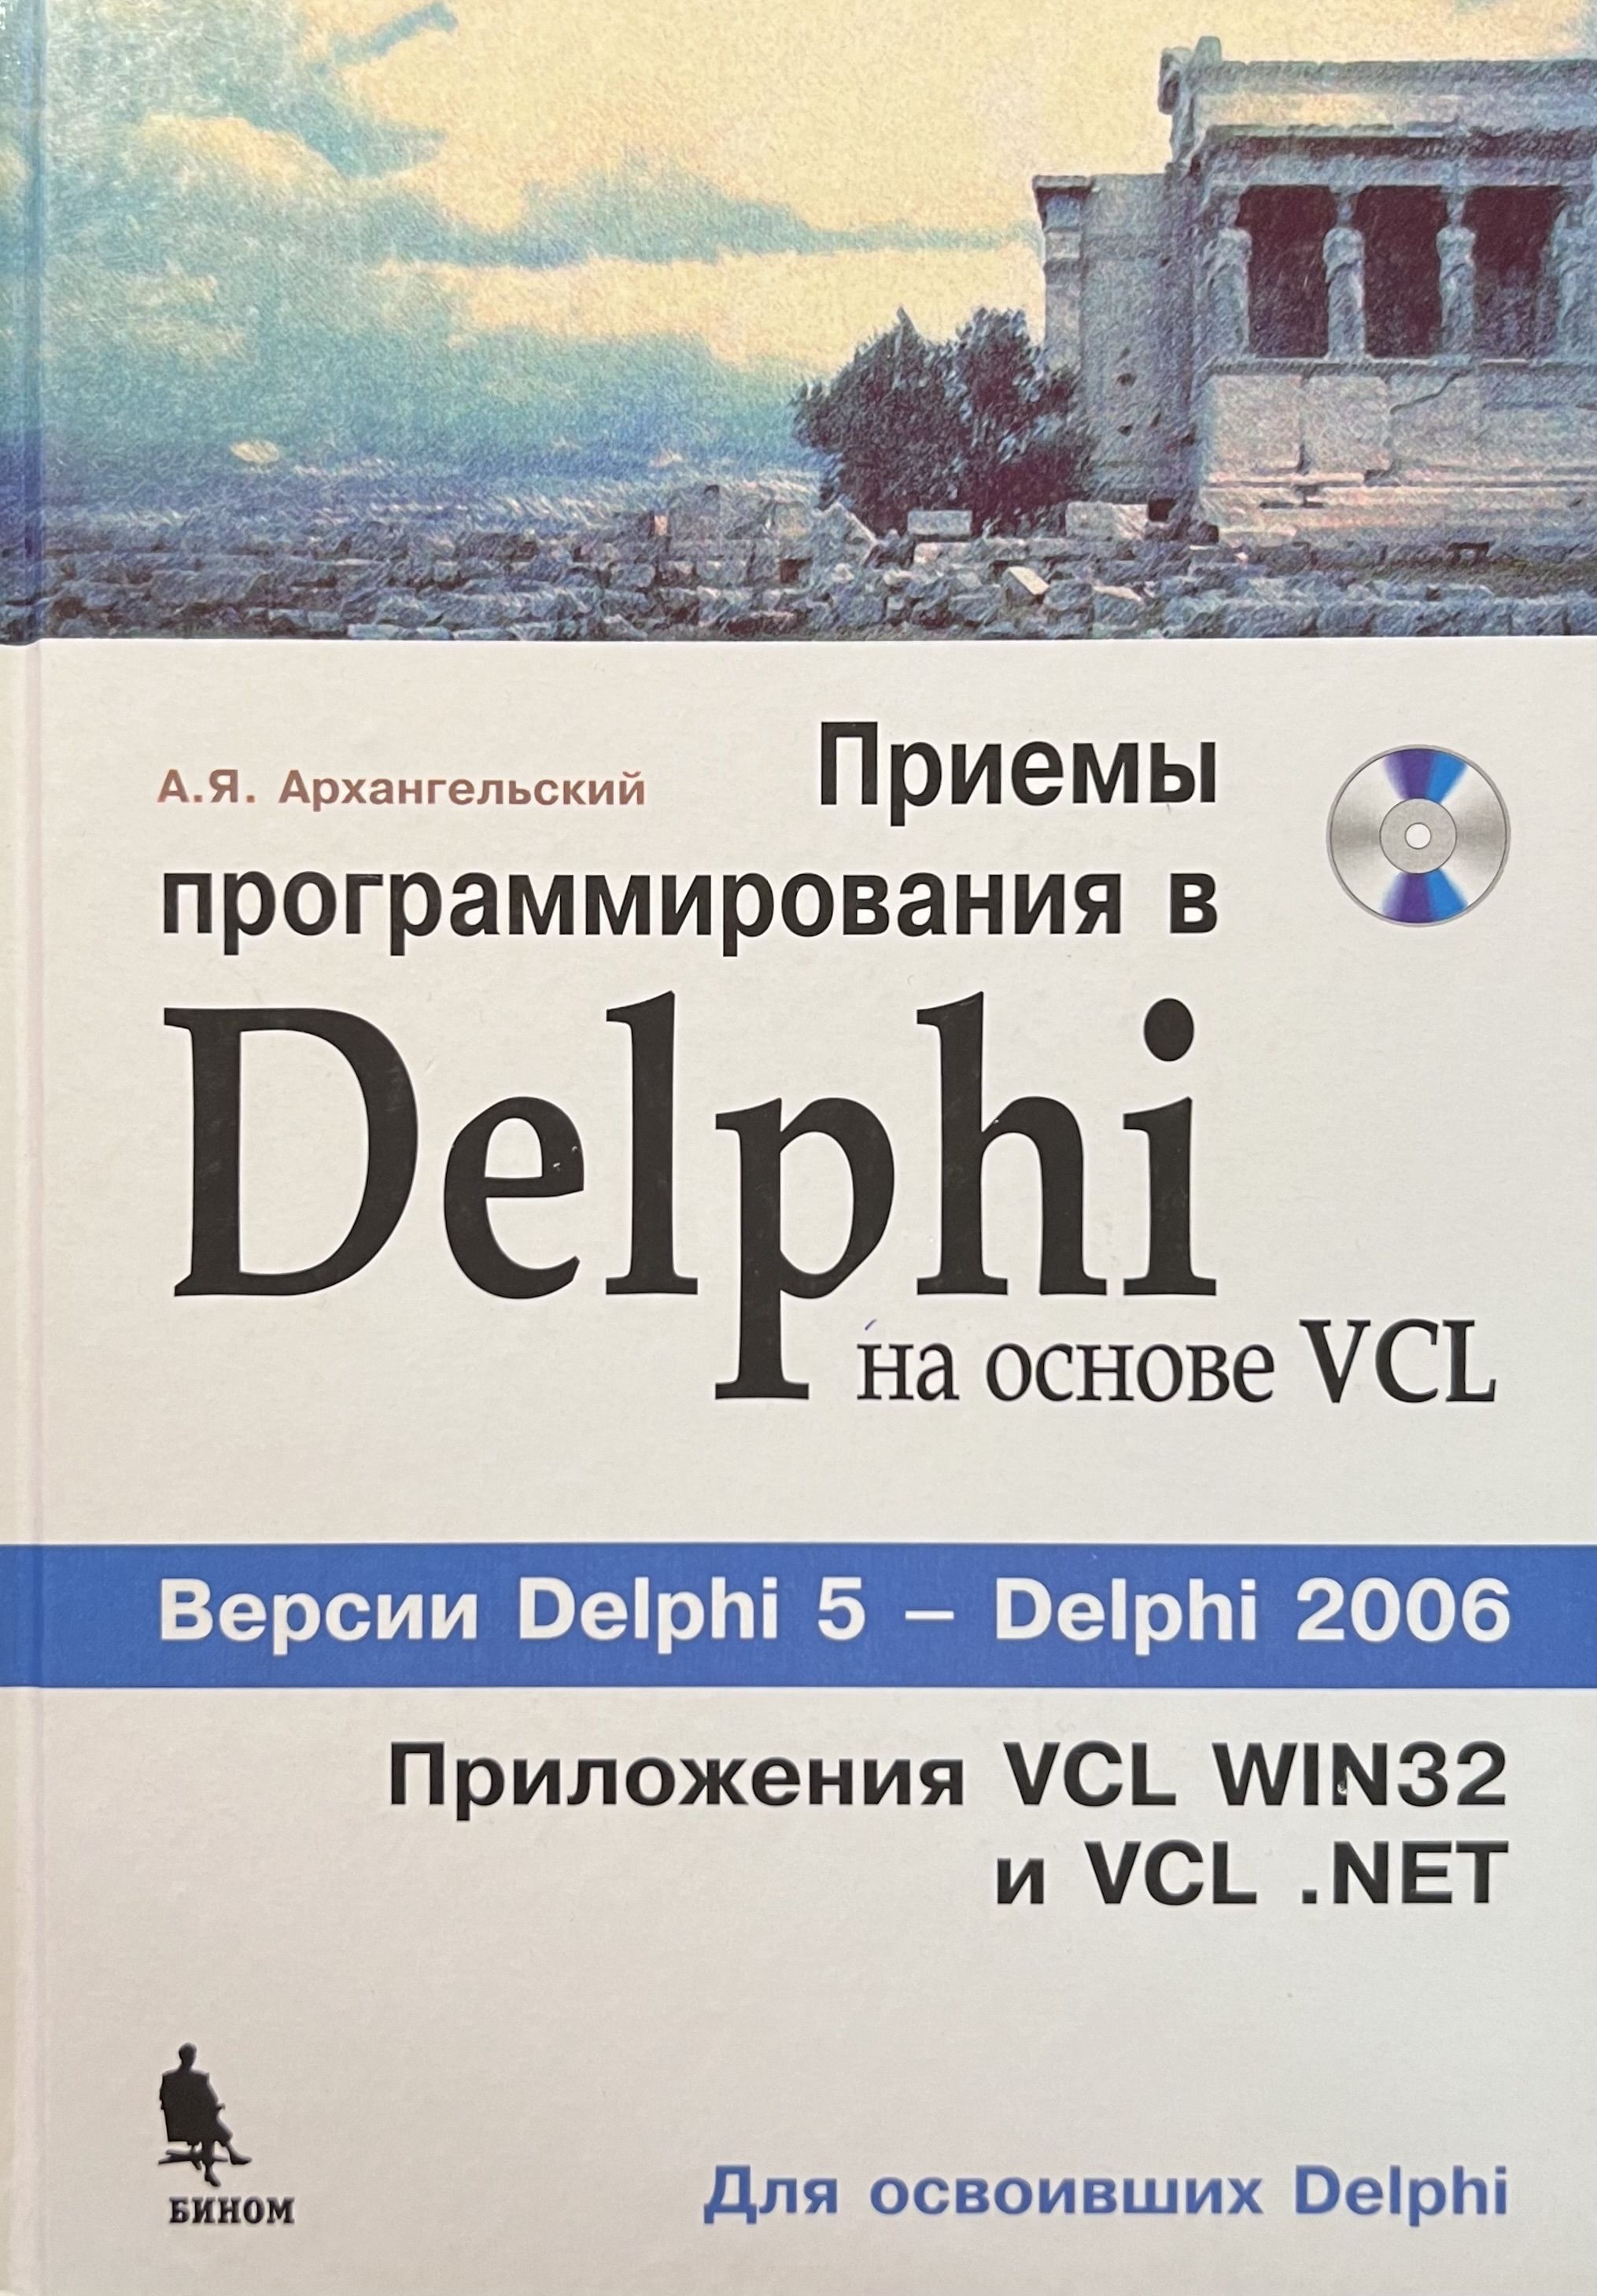 А.Я. Архангельский
Приемы
программирования в
Delphi
на основе VCL
Версии Delphi 5 – Delphi 2006
Приложения VCL WIN32
и VCL .NET
БИНОМ
Для освоивших Delphi